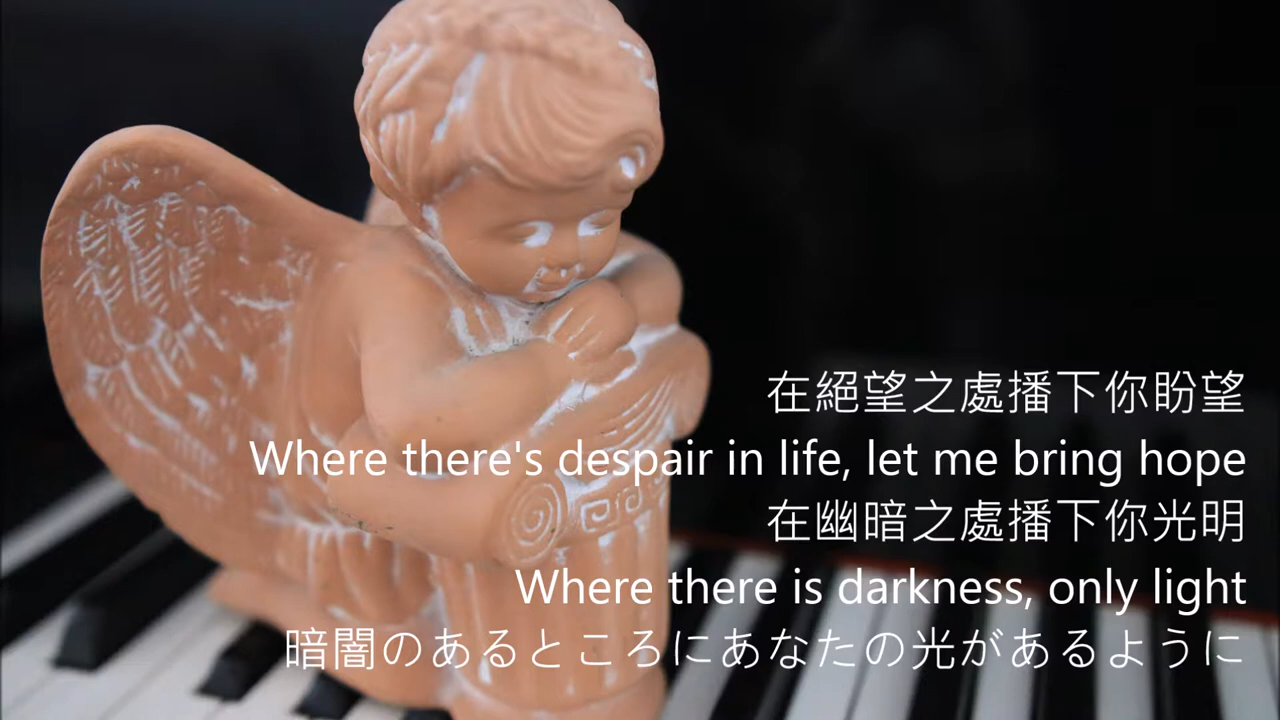 在絕望之處播下你盼望
Where there's despair in life, let me bring hope
在幽暗之處播下你光明
Where there is darkness, only light
暗闇のあるところにあなたの光があるように